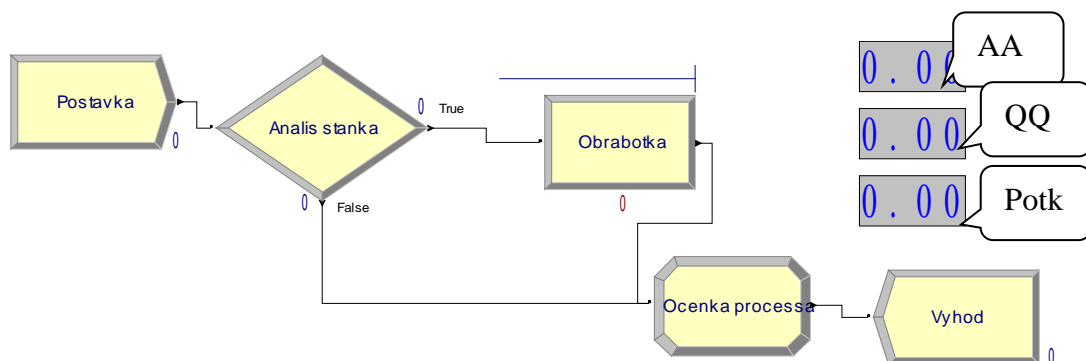 Postavka
0
Analis stanka
0
True
0
False
Obrabotka
0
Ocenka processa
Vyhod
0
0.00
AA
0.00
QQ
0.00
Potk